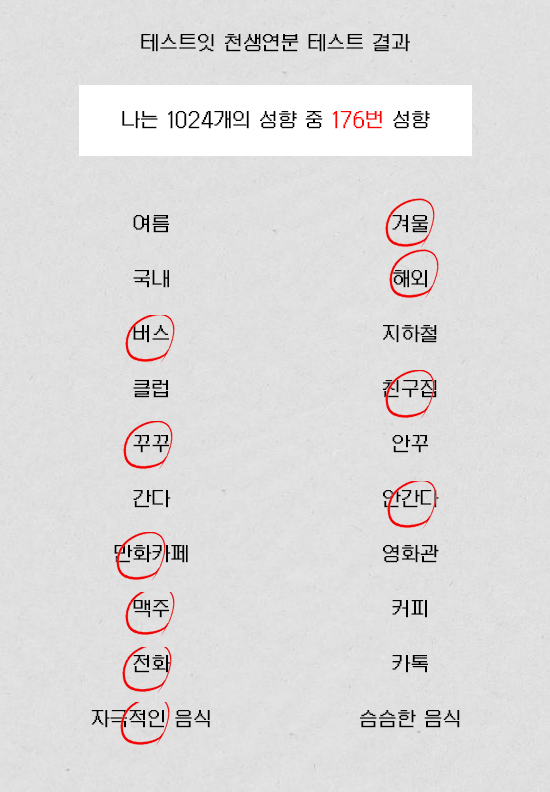 테스트잇 천생연분 테스트 결과
나는 1024개의 성향 중 176번 성향
여름 겨울
국내 해외
버스 지하철
클럽 친구집
꾸꾸 안꾸
간다 안간다
만화카페 영화관
맥주 커피
전화 카톡
자극적인 음식 슴슴한 음식